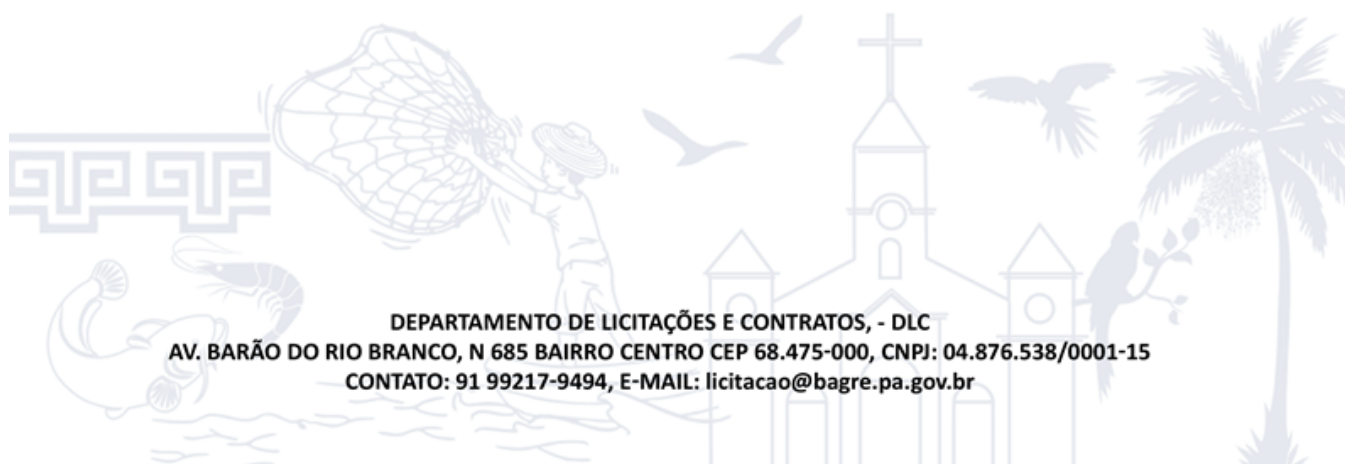 DEPARTAMENTO DE LICITAÇÕES E CONTRATOS, - DLC
AV. BARÃO DO RIO BRANCO, N 685 BAIRRO CENTRO CEP 68.475-000, CNPJ: 04.876.538/0001-15
CONTATO: 91 99217-9494, E-MAIL: licitacao@bagre.pa.gov.br